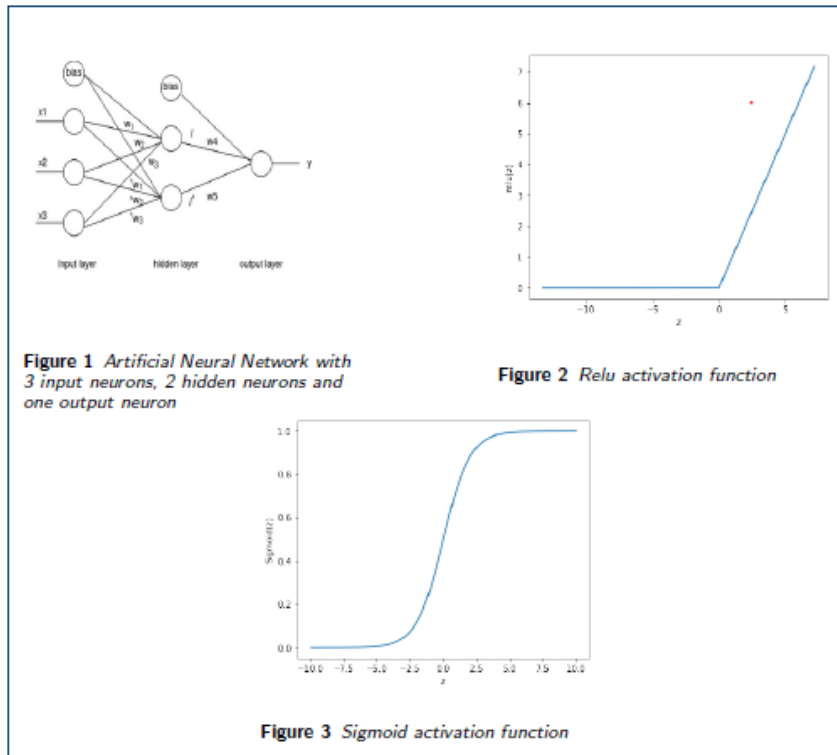 bias
bias
x1
w1
f
w2
w4
x2
w3
y
'w1
'w2
w5
x3
'w3
f'
Input layer hidden layer output layer
7
6
5
4
3
2
1
0
relu(z)
−10 −5 0 5
z
Figure 1 Artificial Neural Network with
3 input neurons, 2 hidden neurons and
one output neuron
Figure 2 Relu activation function
1.0
0.8
0.6
0.4
0.2
0.0
Sigmoid(z)
−10.0 −7.5 −5.0 −2.5 0.0 2.5 5.0 7.5 10.0
z
Figure 3 Sigmoid activation function